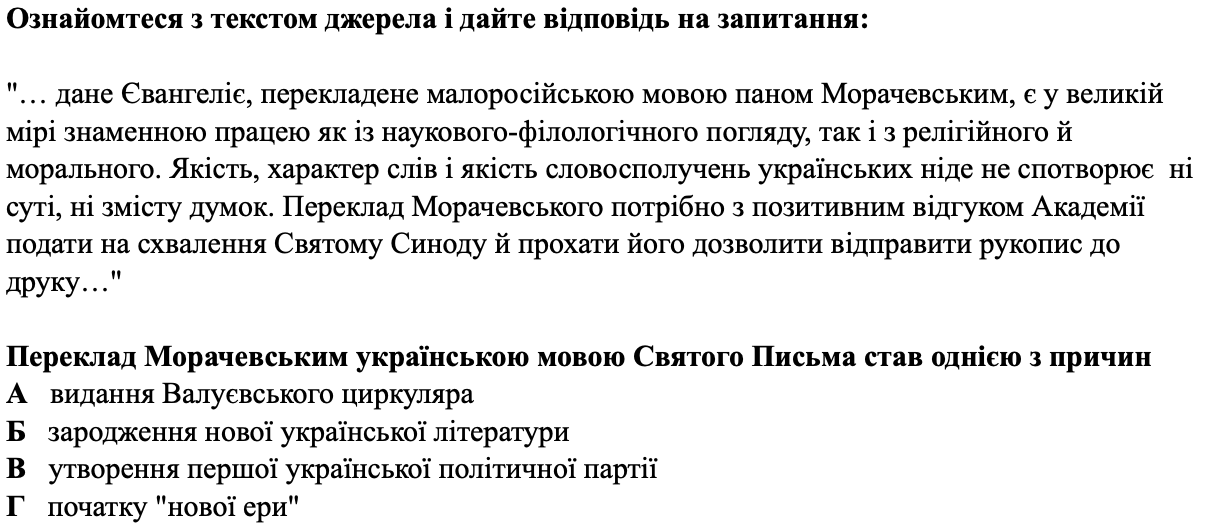 Ознайомтеся з текстом джерела і дайте відповідь на запитання:
"… дане Євангеліє, перекладене малоросійською мовою паном Морачевським, є у великій
мірі знаменною працею як із наукового-філологічного погляду, так і з релігійного й
морального. Якість, характер слів і якість словосполучень українських ніде не спотворює  ні
суті, ні змісту думок. Переклад Морачевського потрібно з позитивним відгуком Академії
подати на схвалення Святому Синоду й прохати його дозволити відправити рукопис до
друку…"
Переклад Морачевським українською мовою Святого Письма став однією з причин
А видання Валуєвського циркуляра
Б зародження нової української літератури
В утворення першої української політичної партії
Г початку "нової ери"